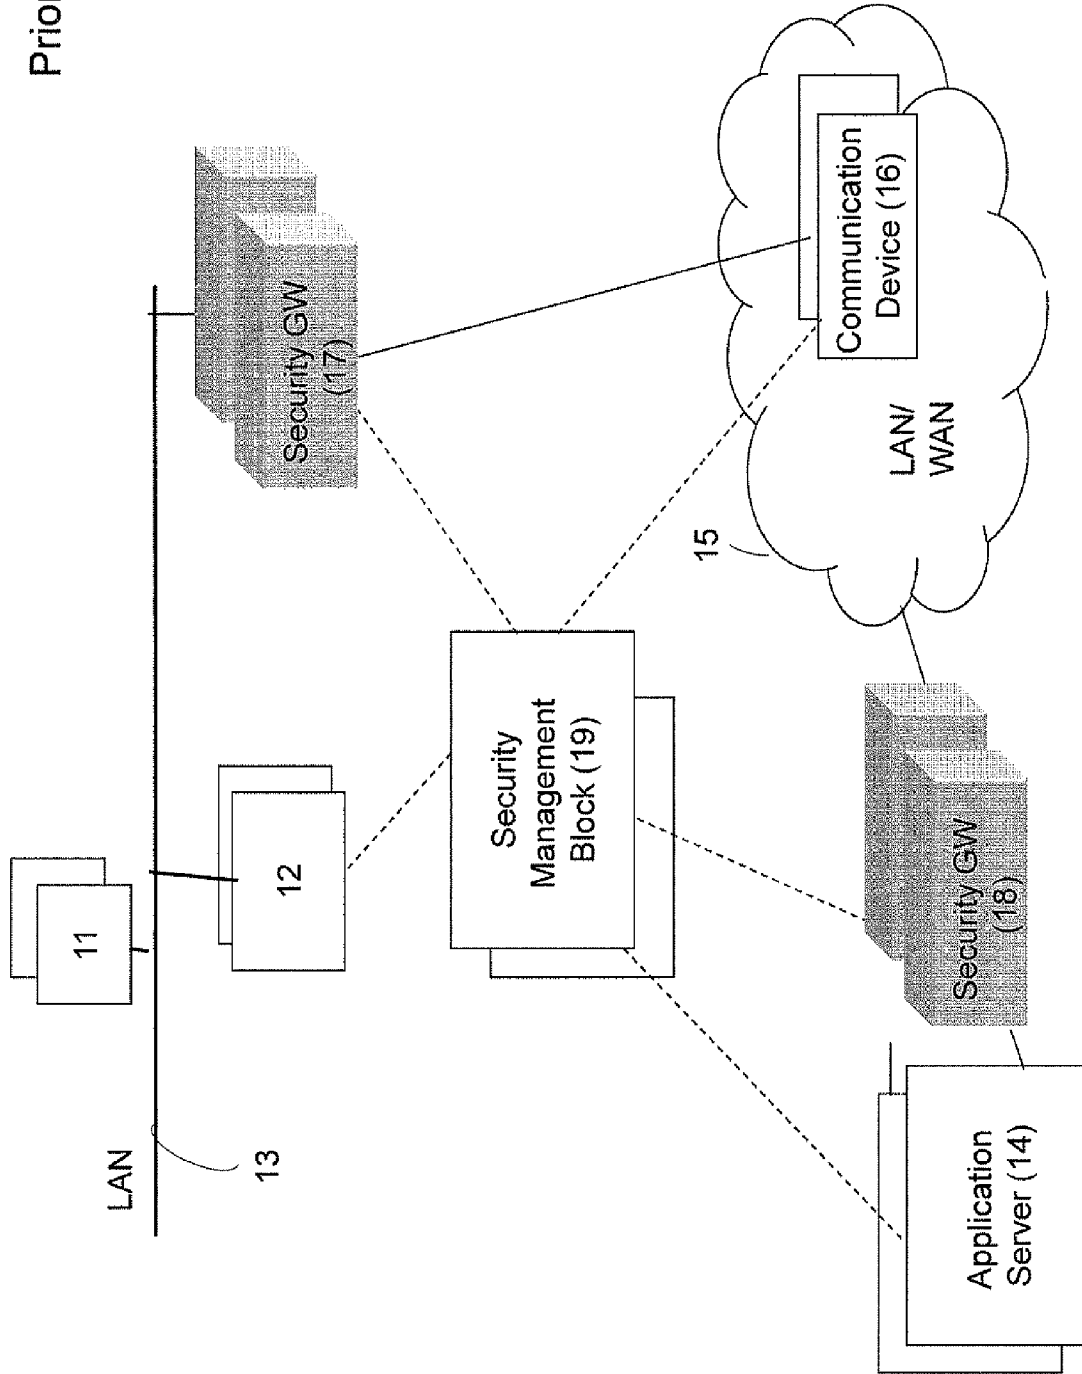 Prior
11
LAN
13
12
Security GW
(17)
Security
Management
Block (19)
15
Communication
Device (16)
LAN/
WAN
Security GW
(18)
Application
Server (14)